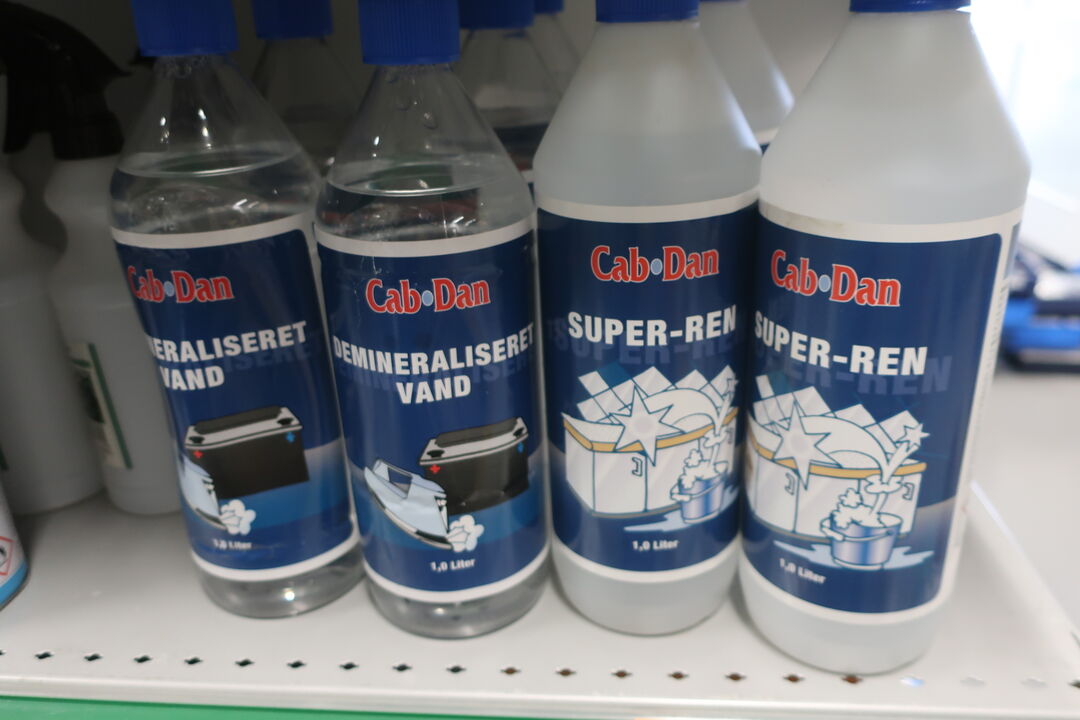 Cab Dan
ERALISERET
VAND
1,0 Liter
Cab Dan
DEMINERALISERET
VAND
1,0 Liter
Cab Dan
SUPER-REN
1,0 Liter
Cab Dan
SUPER-REN
1,0 Liter